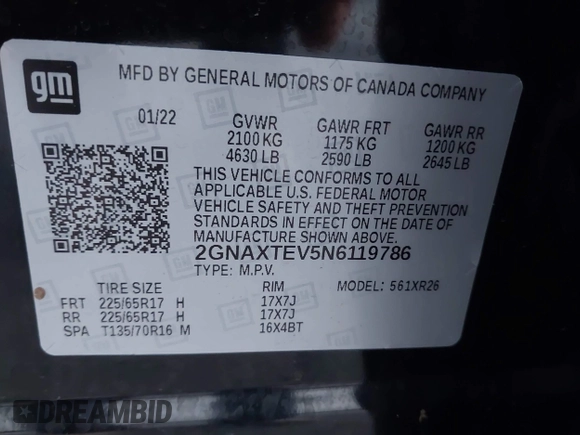 gm
MFD BY GENERAL MOTORS OF CANADA COMPANY
01/22 GVWR GAWR FRT GAWR RR
2100 KG 1175 KG 1200 KG
4630 LB 2590 LB 2645 LB
THIS VEHICLE CONFORMS TO ALL
APPLICABLE U.S. FEDERAL MOTOR
VEHICLE SAFETY AND THEFT PREVENTION
STANDARDS IN EFFECT ON THE DATE OF
MANUFACTURE SHOWN ABOVE.
2GNAXTEV5N6119786
TYPE: M.P.V. MODEL: 561XR26
TIRE SIZE RIM
FRT 225/65R17 H 17X7J
RR 225/65R17 H 17X7J
SPA T135/70R16 M 16X4BT
DREAMBID